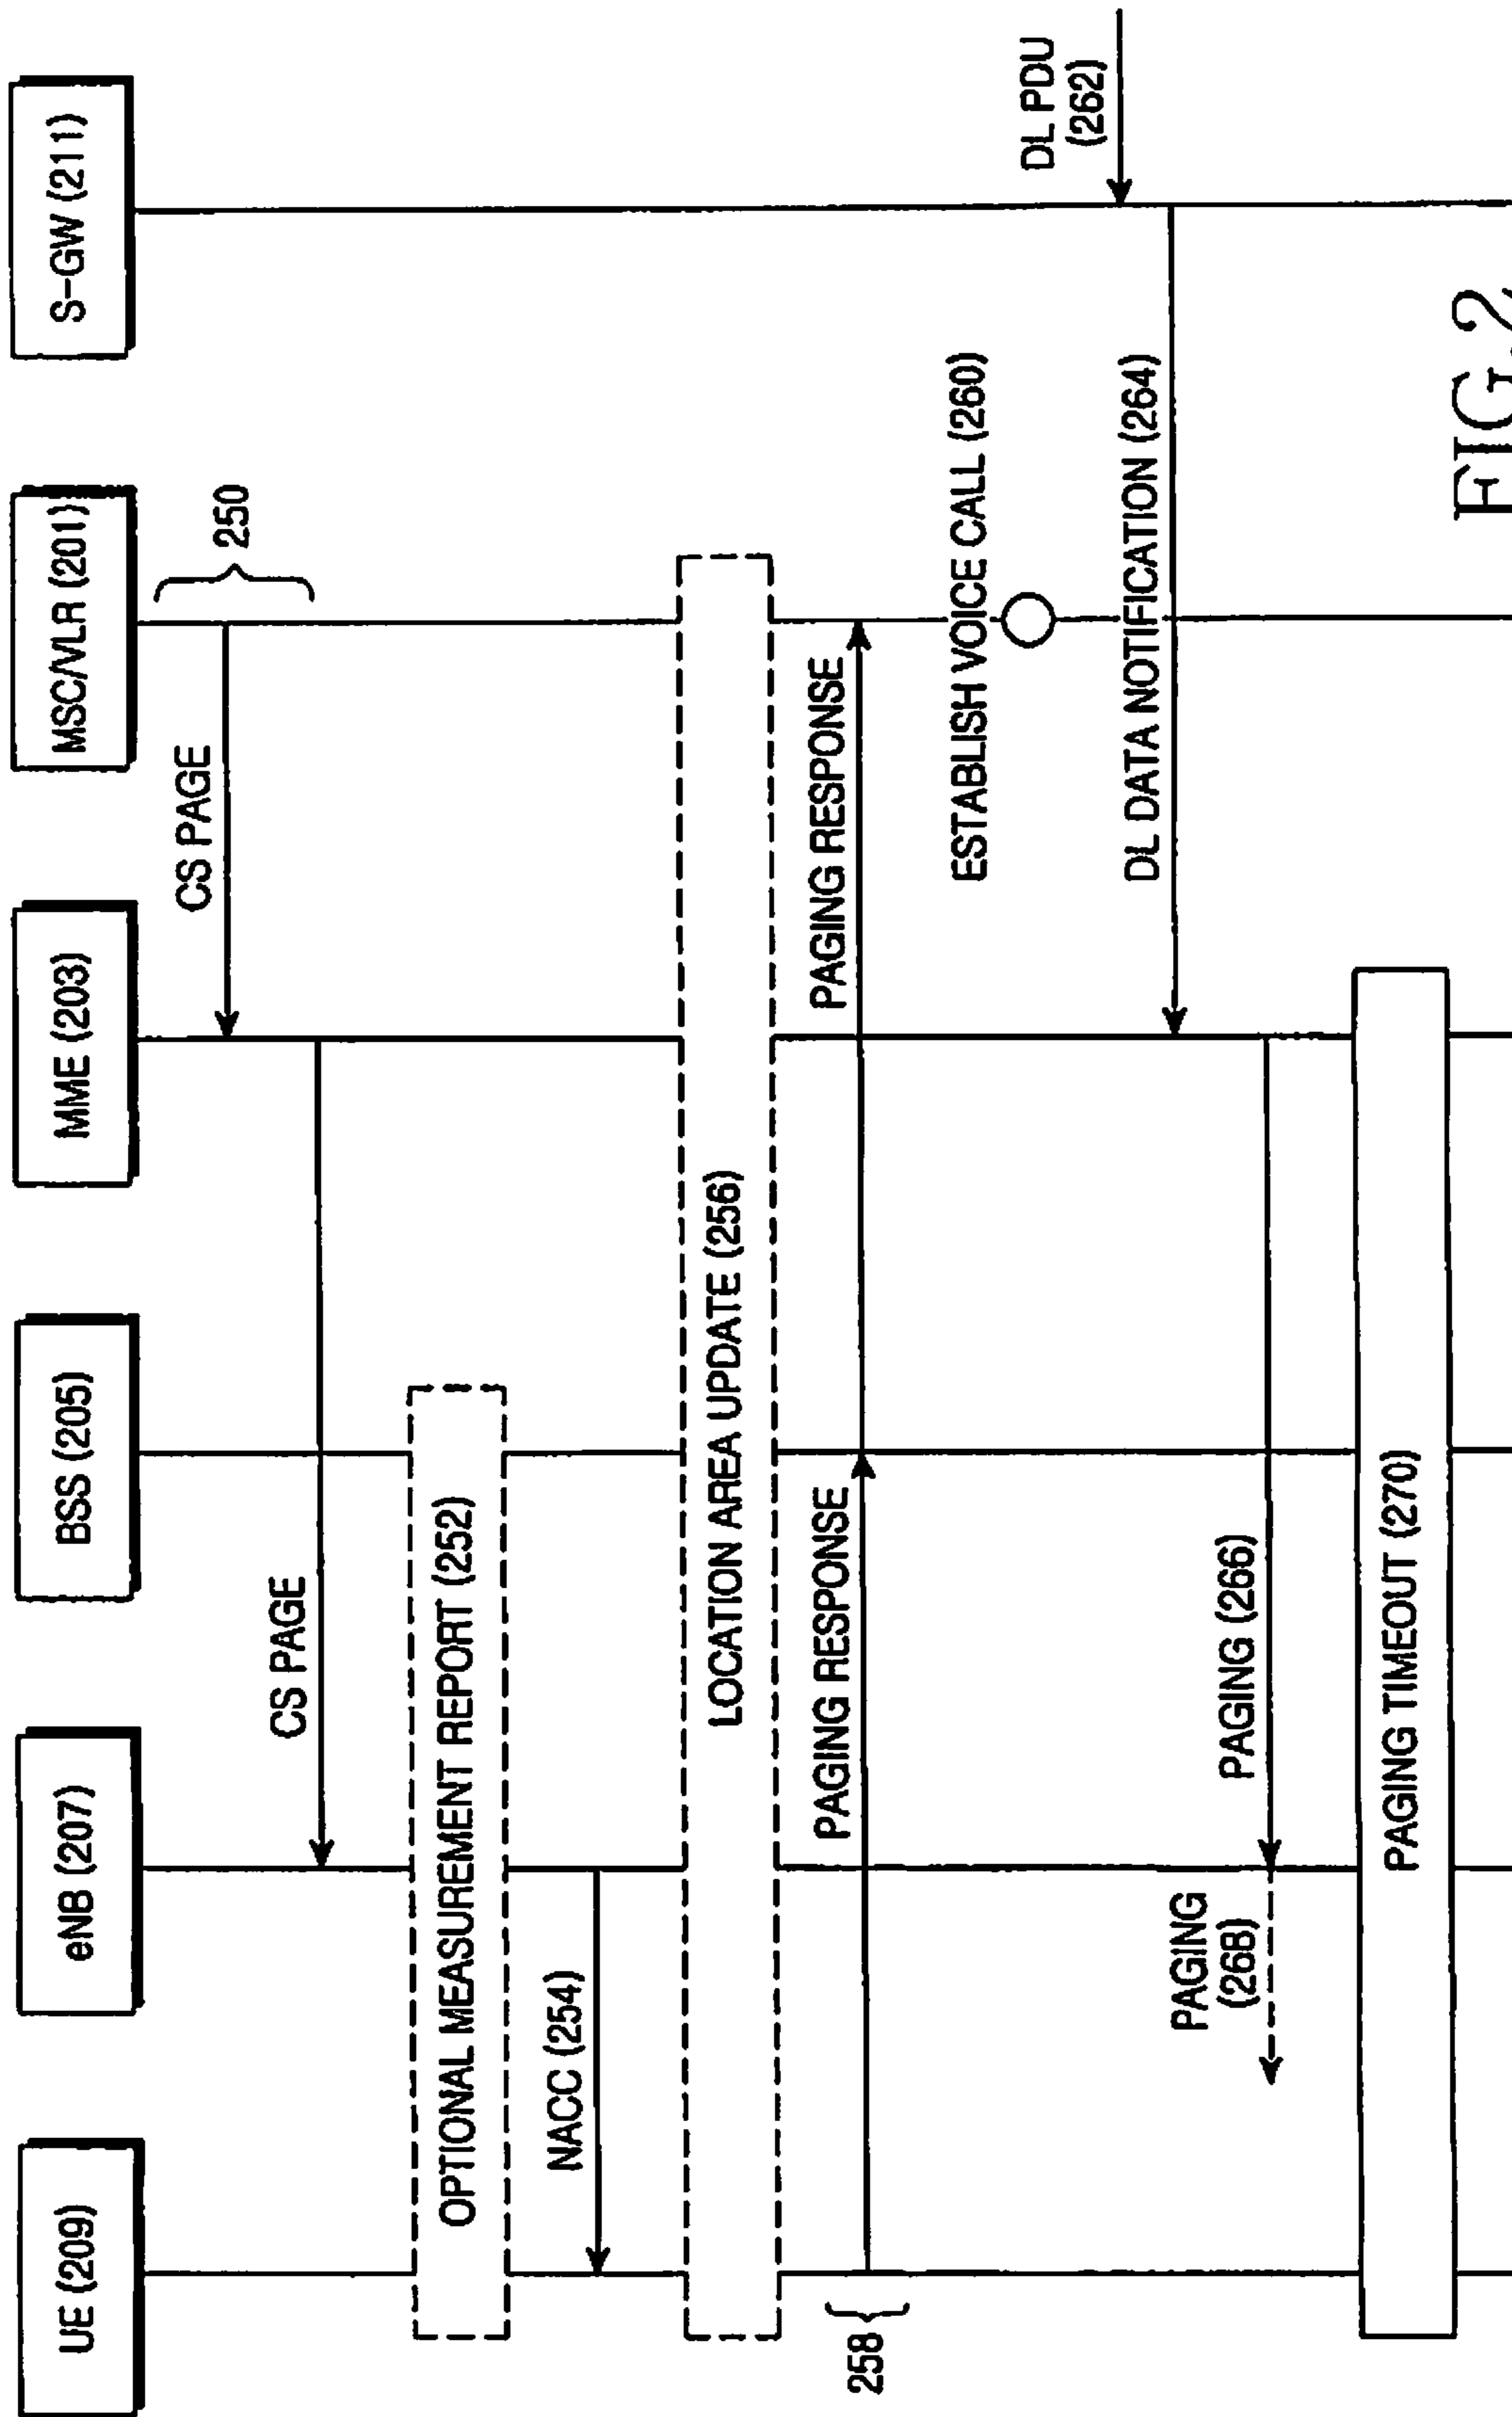 UE (209)
eNB (207)
BSS (205)
MME (203)
MSC/VLR (201)
S-GW (211)
CS PAGE
250
CS PAGE
OPTIONAL MEASUREMENT REPORT (252)
NACC (254)
LOCATION AREA UPDATE (256)
258
PAGING RESPONSE
PAGING RESPONSE
ESTABLISH VOICE CALL (260)
DL PDU
(262)
DL DATA NOTIFICATION (264)
PAGING (266)
PAGING
(268)
PAGING TIMEOUT (270)
FIG.2